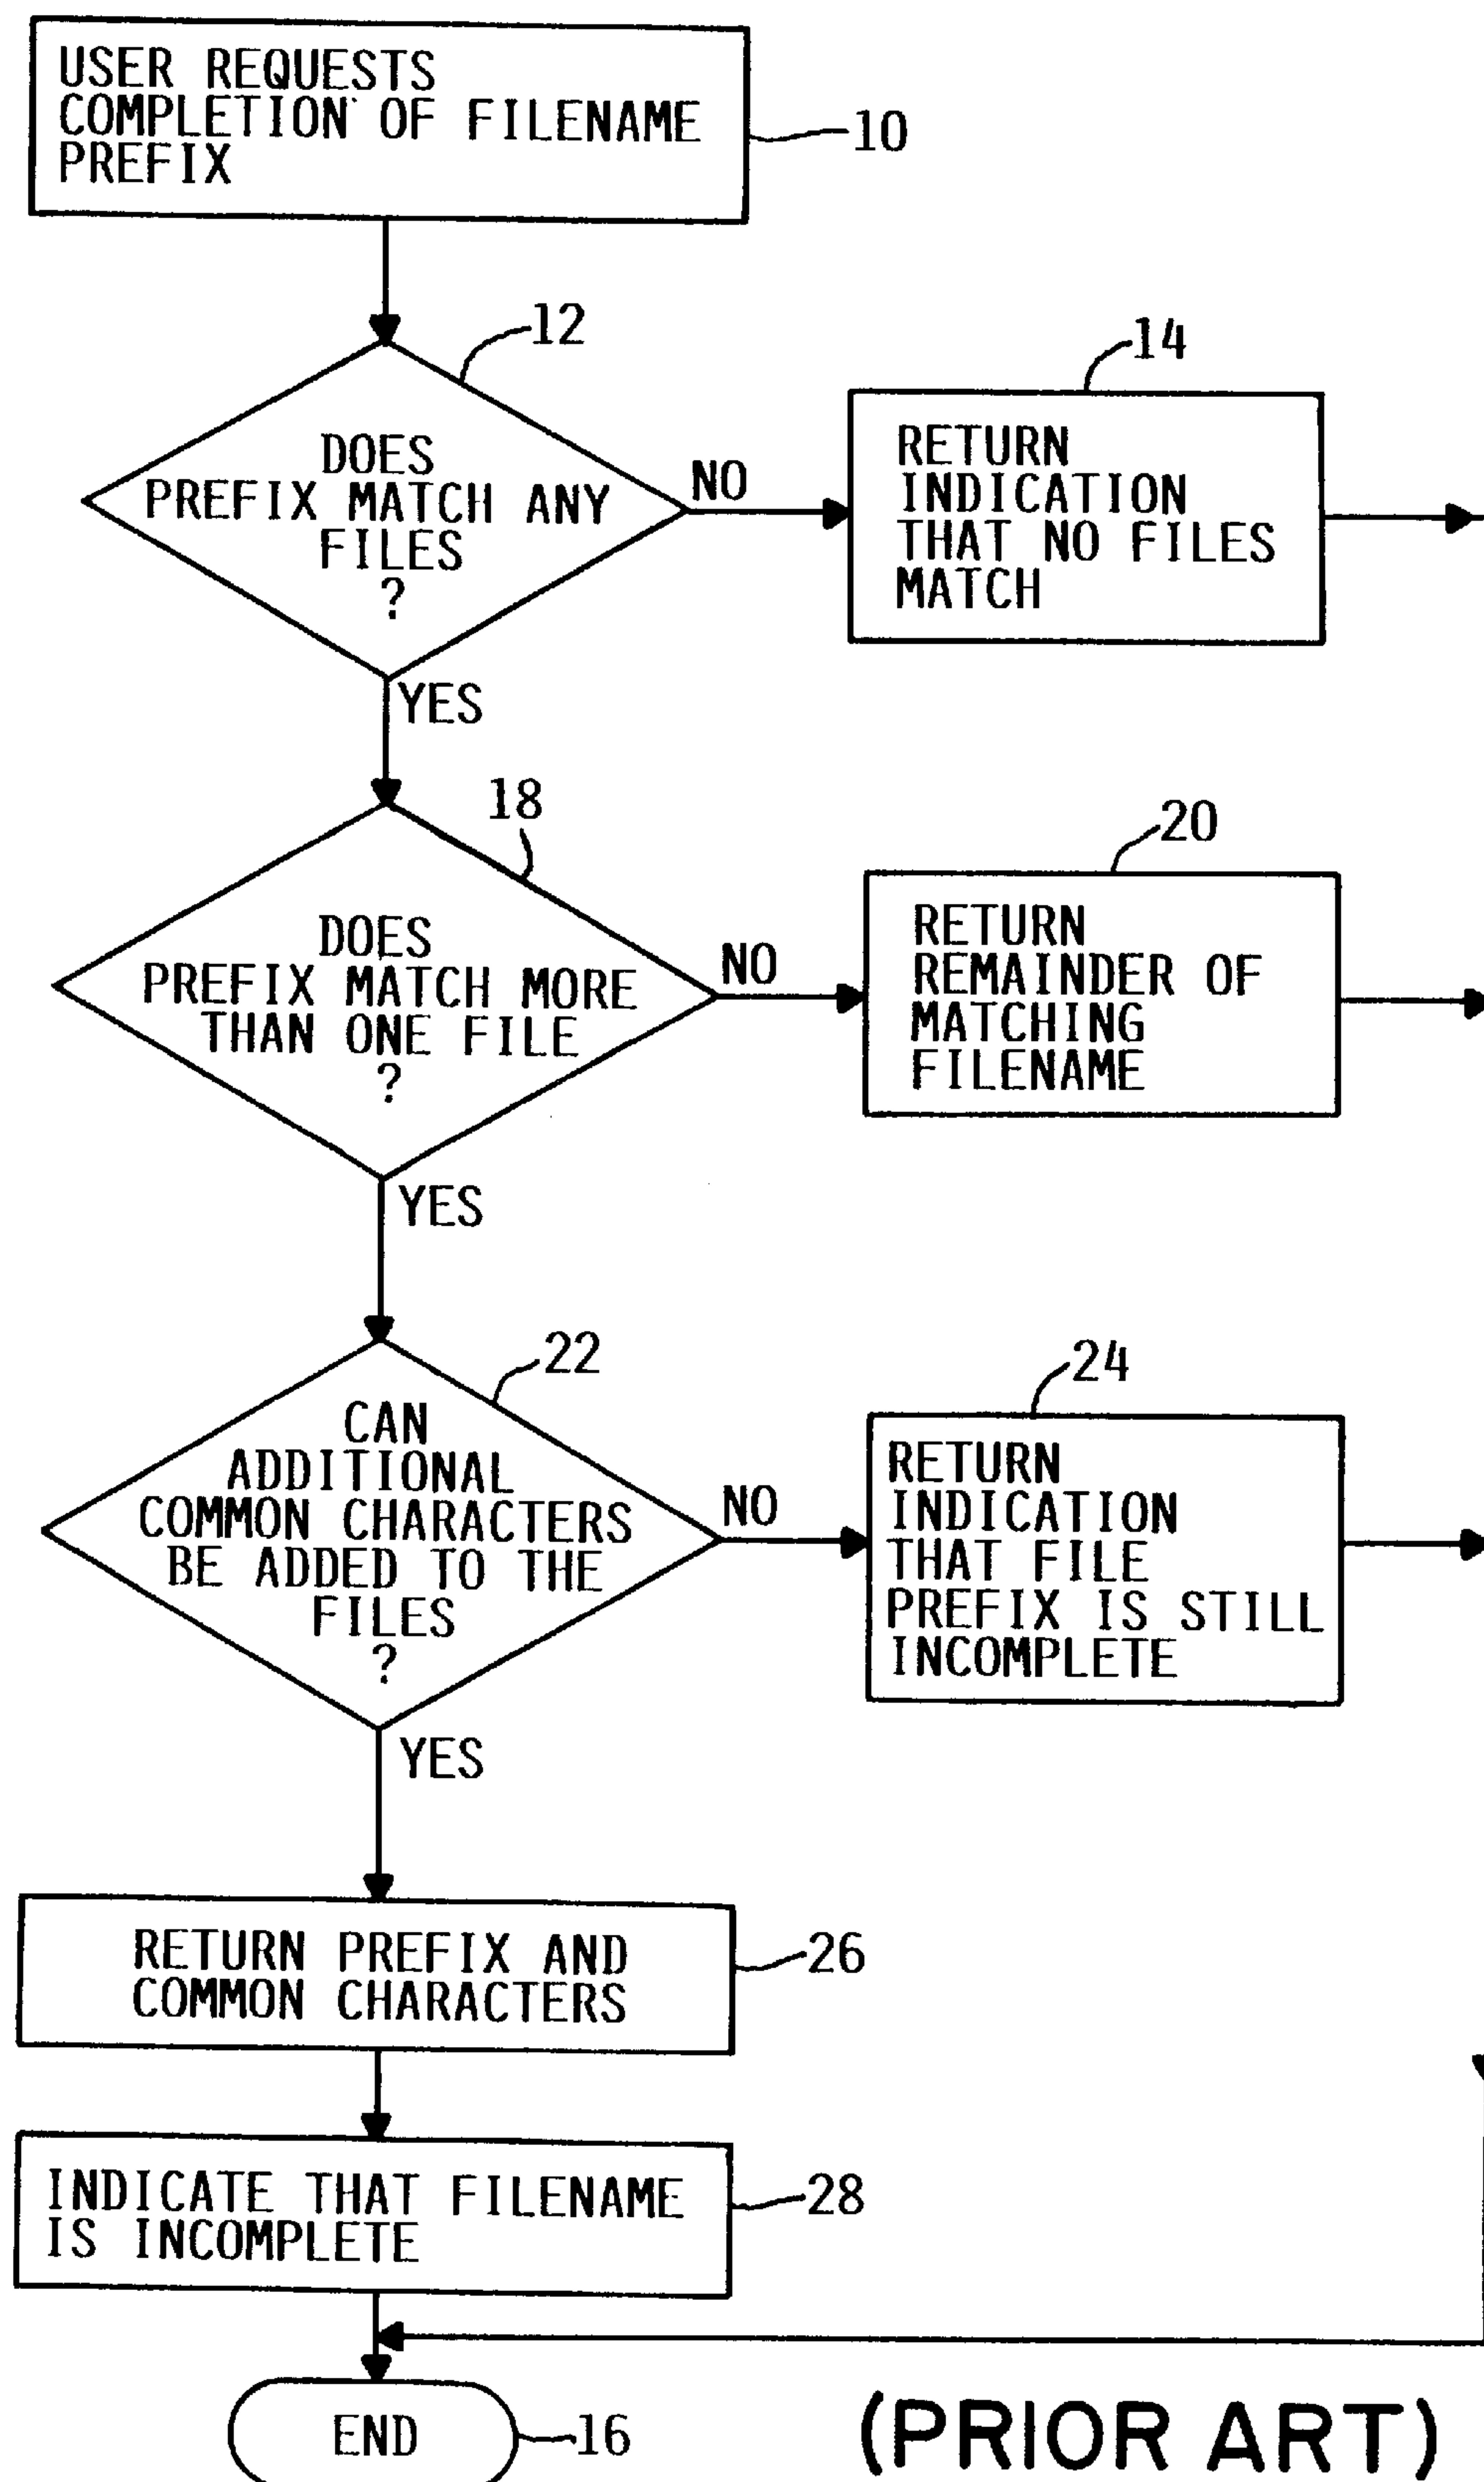 USER REQUESTS
COMPLETION OF FILENAME
PREFIX
10
12
DOES
PREFIX MATCH ANY
FILES
?
NO
14
RETURN
INDICATION
THAT NO FILES
MATCH
YES
18
DOES
PREFIX MATCH MORE
THAN ONE FILE
?
NO
20
RETURN
REMAINDER OF
MATCHING
FILENAME
YES
22
CAN
ADDITIONAL
COMMON CHARACTERS
BE ADDED TO THE
FILES
?
NO
24
RETURN
INDICATION
THAT FILE
PREFIX IS STILL
INCOMPLETE
YES
RETURN PREFIX AND
COMMON CHARACTERS
26
INDICATE THAT FILENAME
IS INCOMPLETE
28
END
16
(PRIOR ART)